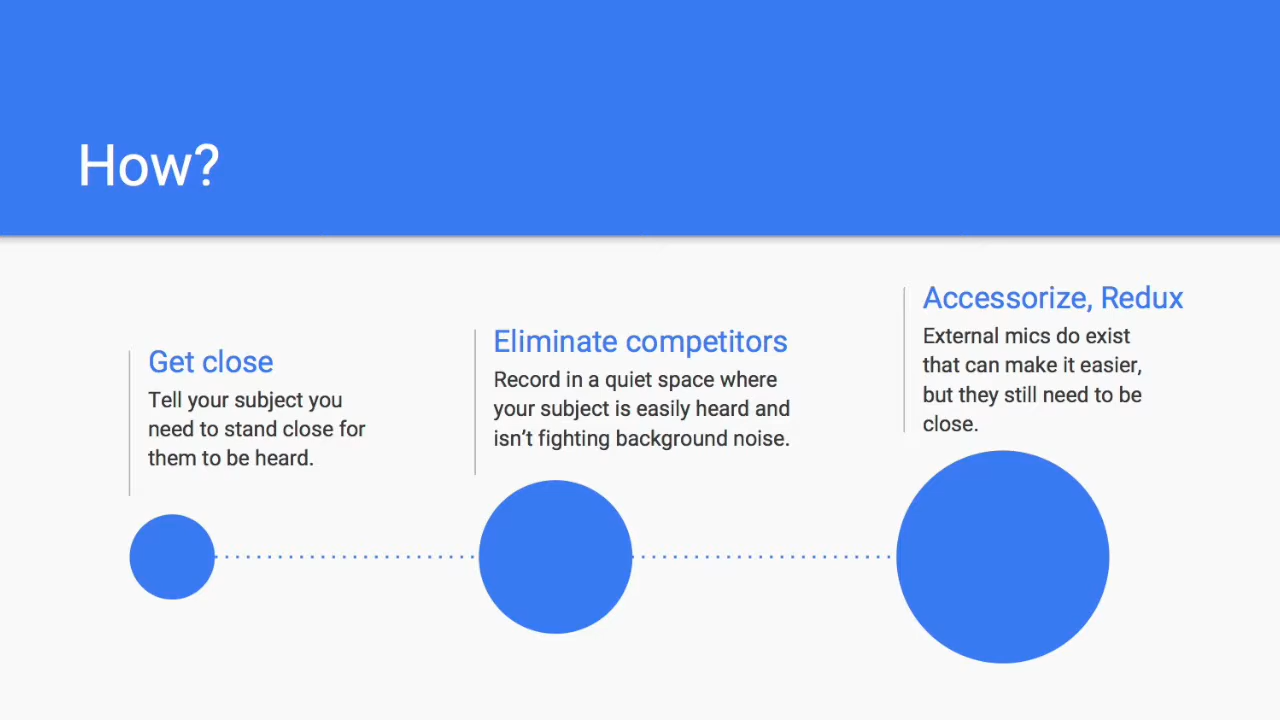 How?
Get close
Tell your subject you
need to stand close for
them to be heard.
Eliminate competitors
Record in a quiet space where
your subject is easily heard and
isn’t fighting background noise.
Accessorize, Redux
External mics do exist
that can make it easier,
but they still need to be
close.